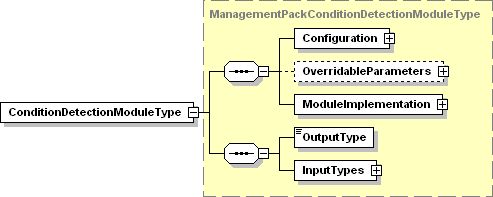 ManagementPackConditionDetectionModuleType
Configuration
OverridableParameters
ConditionDetectionModuleType
ModuleImplementation
OutputType
InputTypes